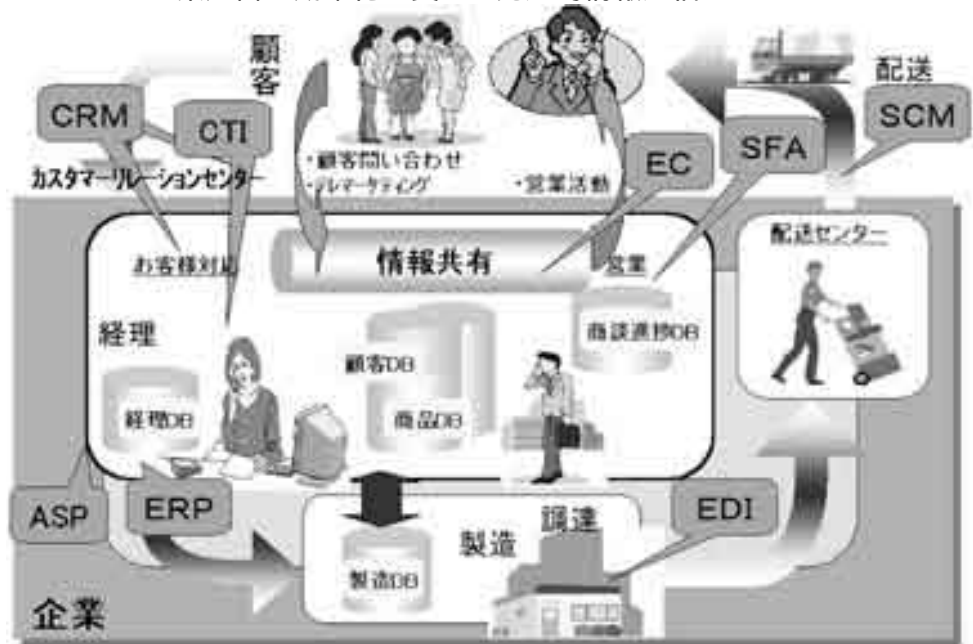 顧客
配送
CRM
CTI
EC
SFA
SCM
・顧客問い合わせ
・テレマーケティング
・営業活動
カスタマーリレーションセンター
お客様対応
情報共有
営業
配送センター
経理
商談進捗DB
顧客DB
経理DB
商品DB
ASP
ERP
EDI
調達
製造
製造DB
企業